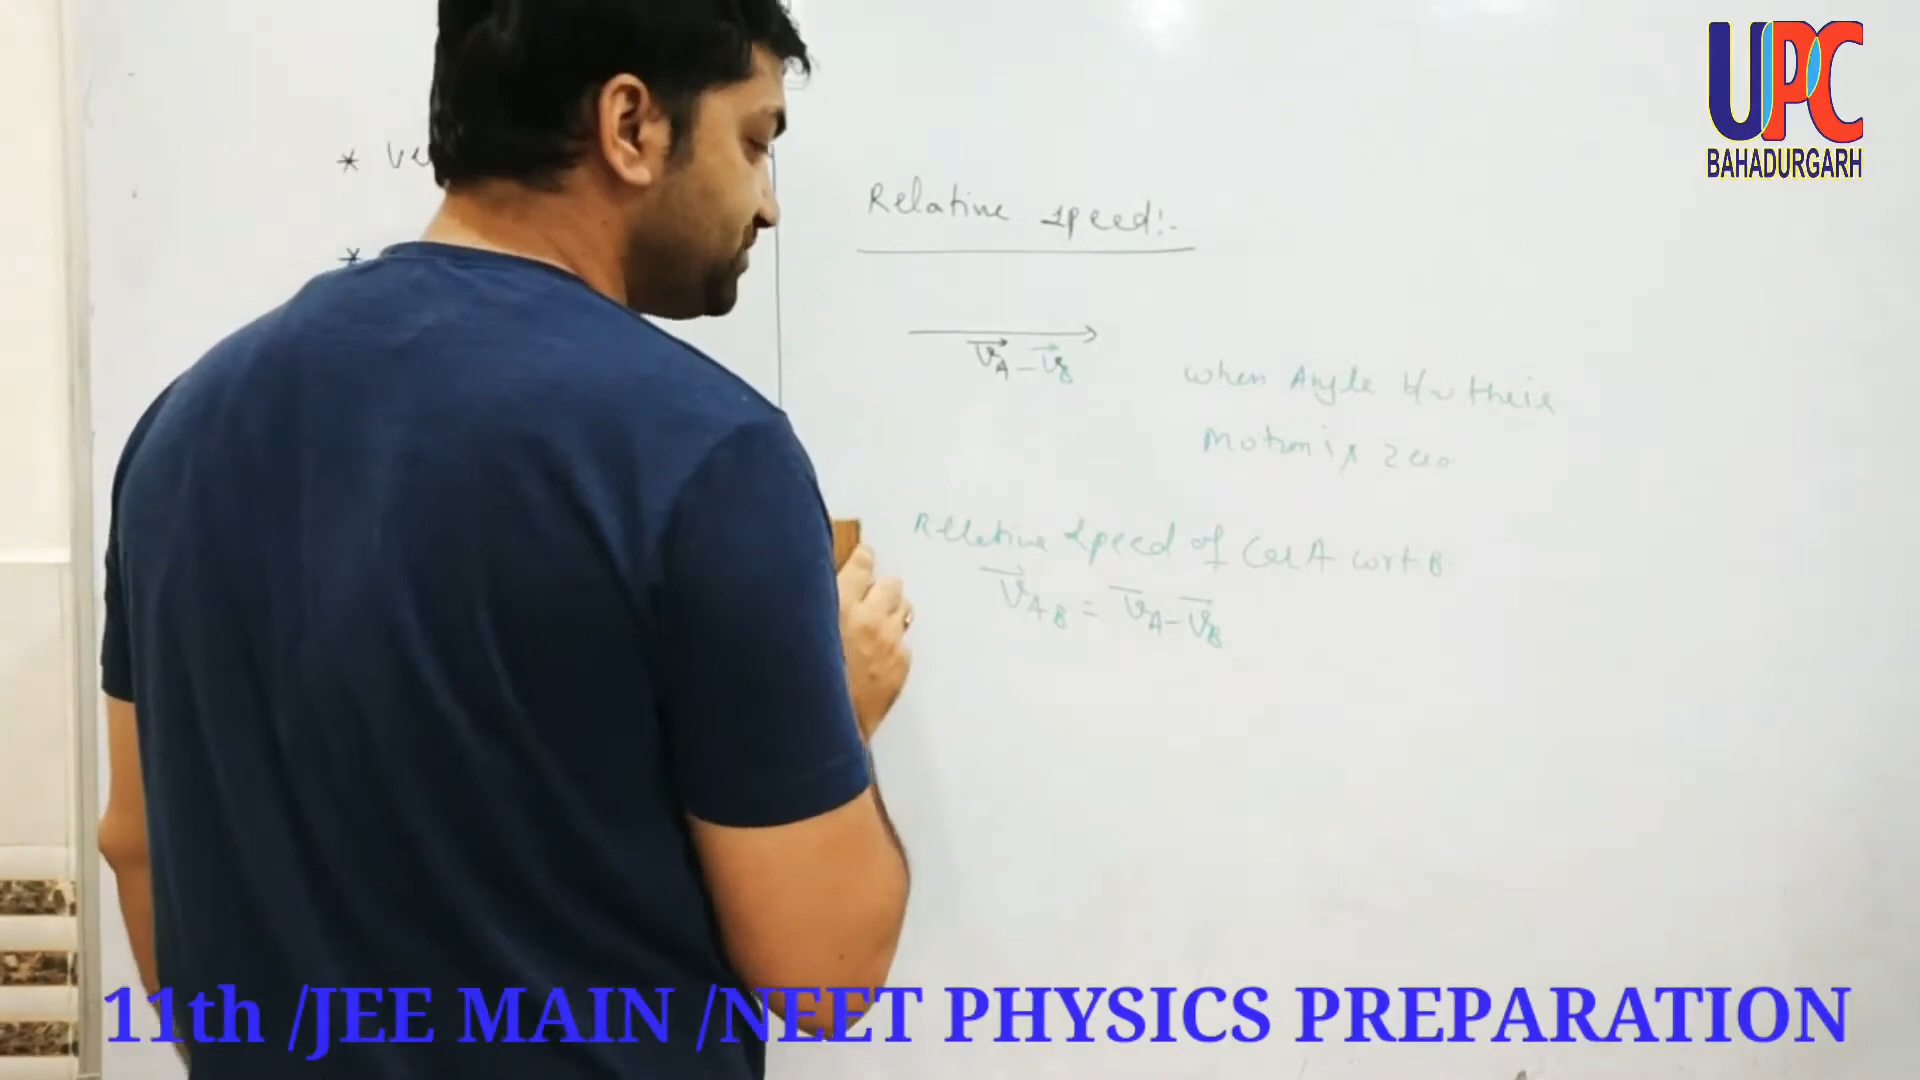 UPC
BAHADURGARH
* Ve
*
Relative speed:-
v⃗A - v⃗B
when Angle b/w their
Motion is zero
Relative speed of Car A wrt B
v⃗AB = v⃗A - v⃗B
11th /JEE MAIN /NEET PHYSICS PREPARATION